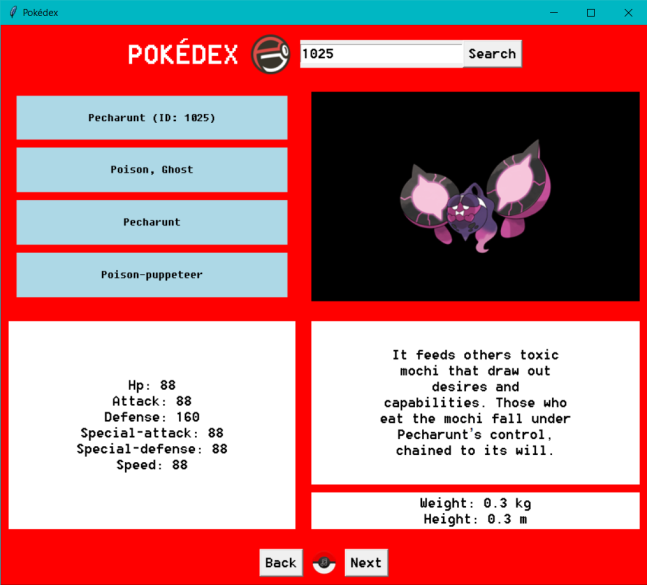 Pokédex
POKÉDEX
1025
Search
Pecharunt (ID: 1025)
Poison, Ghost
Pecharunt
Poison-puppeteer
Hp: 88
Attack: 88
Defense: 160
Special-attack: 88
Special-defense: 88
Speed: 88
It feeds others toxic
mochi that draw out
desires and
capabilities. Those who
eat the mochi fall under
Pecharunt's control,
chained to its will.
Weight: 0.3 kg
Height: 0.3 m
Back
Next